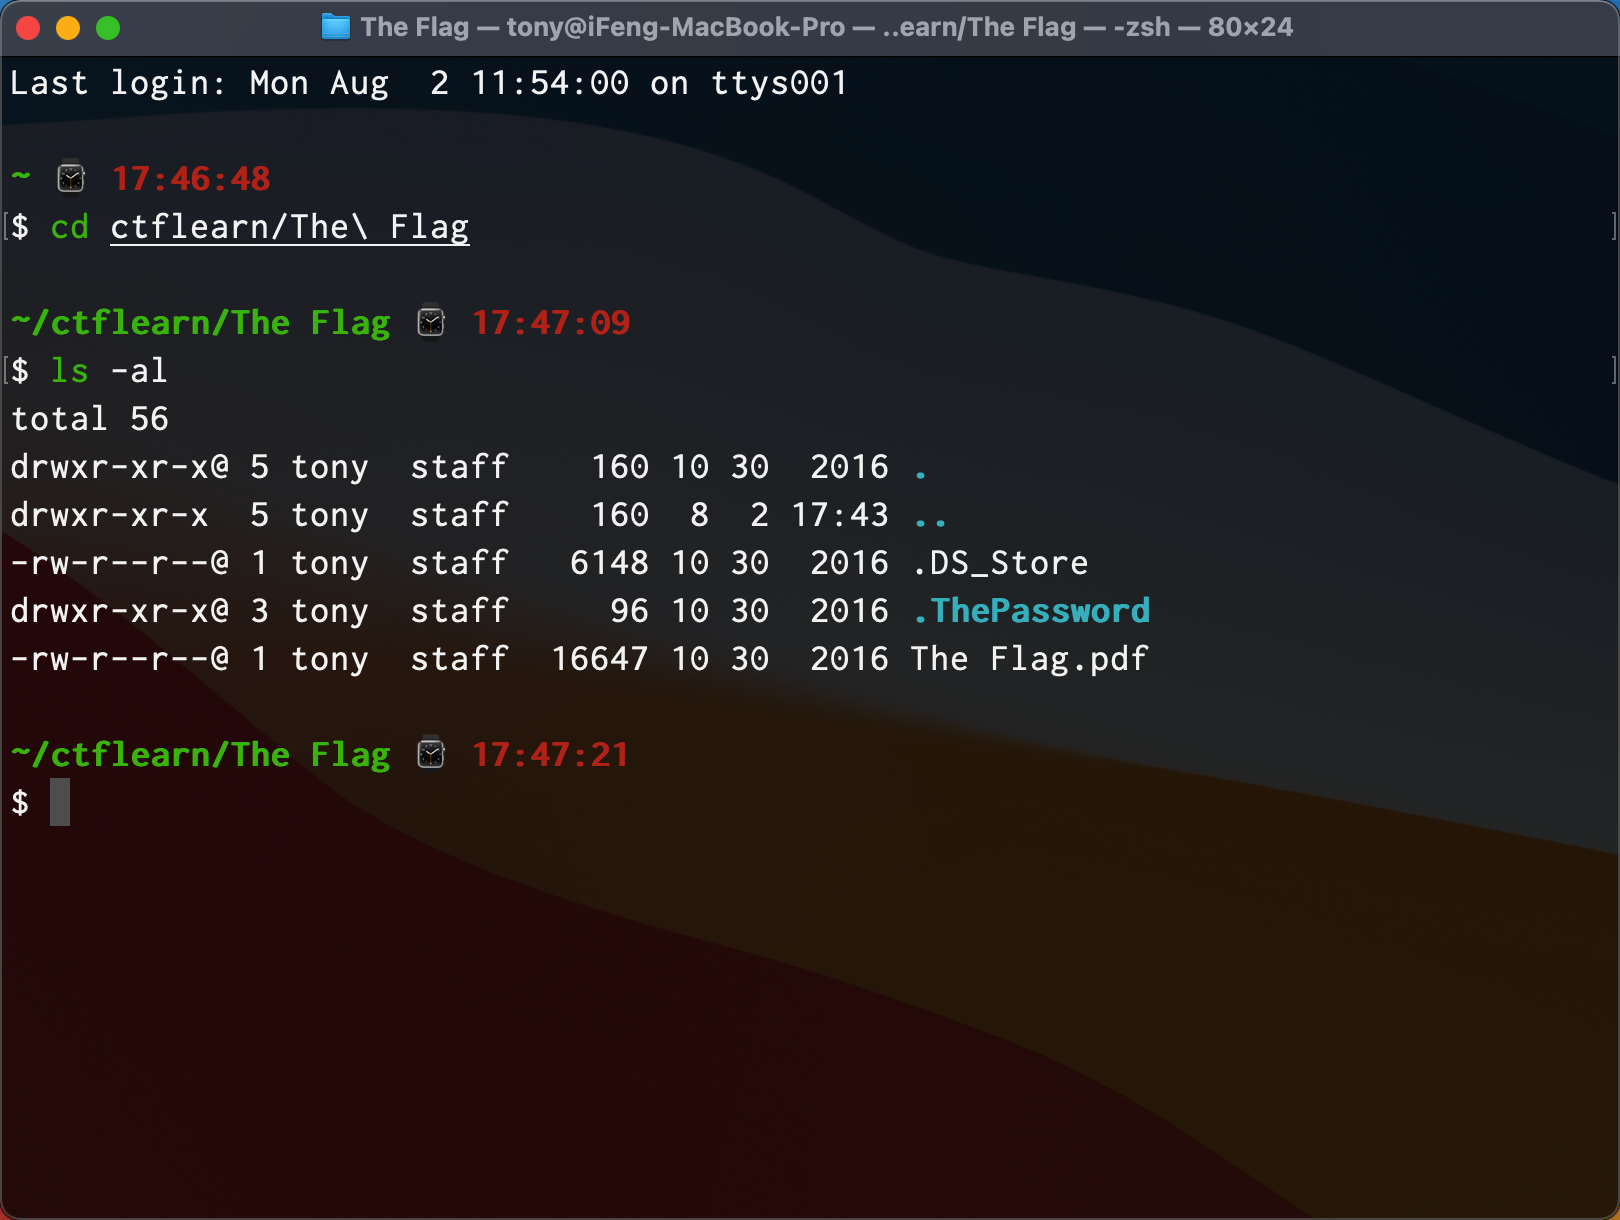 The Flag — tony@iFeng-MacBook-Pro — ..earn/The Flag — -zsh — 80×24
Last login: Mon Aug  2 11:54:00 on ttys001
~ ⌚ 17:46:48
[$ cd ctflearn/The\ Flag ]
~/ctflearn/The Flag ⌚ 17:47:09
[$ ls -al ]
total 56
drwxr-xr-x@ 5 tony  staff    160 10 30  2016 .
drwxr-xr-x  5 tony  staff    160  8  2 17:43 ..
-rw-r--r--@ 1 tony  staff   6148 10 30  2016 .DS_Store
drwxr-xr-x@ 3 tony  staff     96 10 30  2016 .ThePassword
-rw-r--r--@ 1 tony  staff  16647 10 30  2016 The Flag.pdf
~/ctflearn/The Flag ⌚ 17:47:21
$